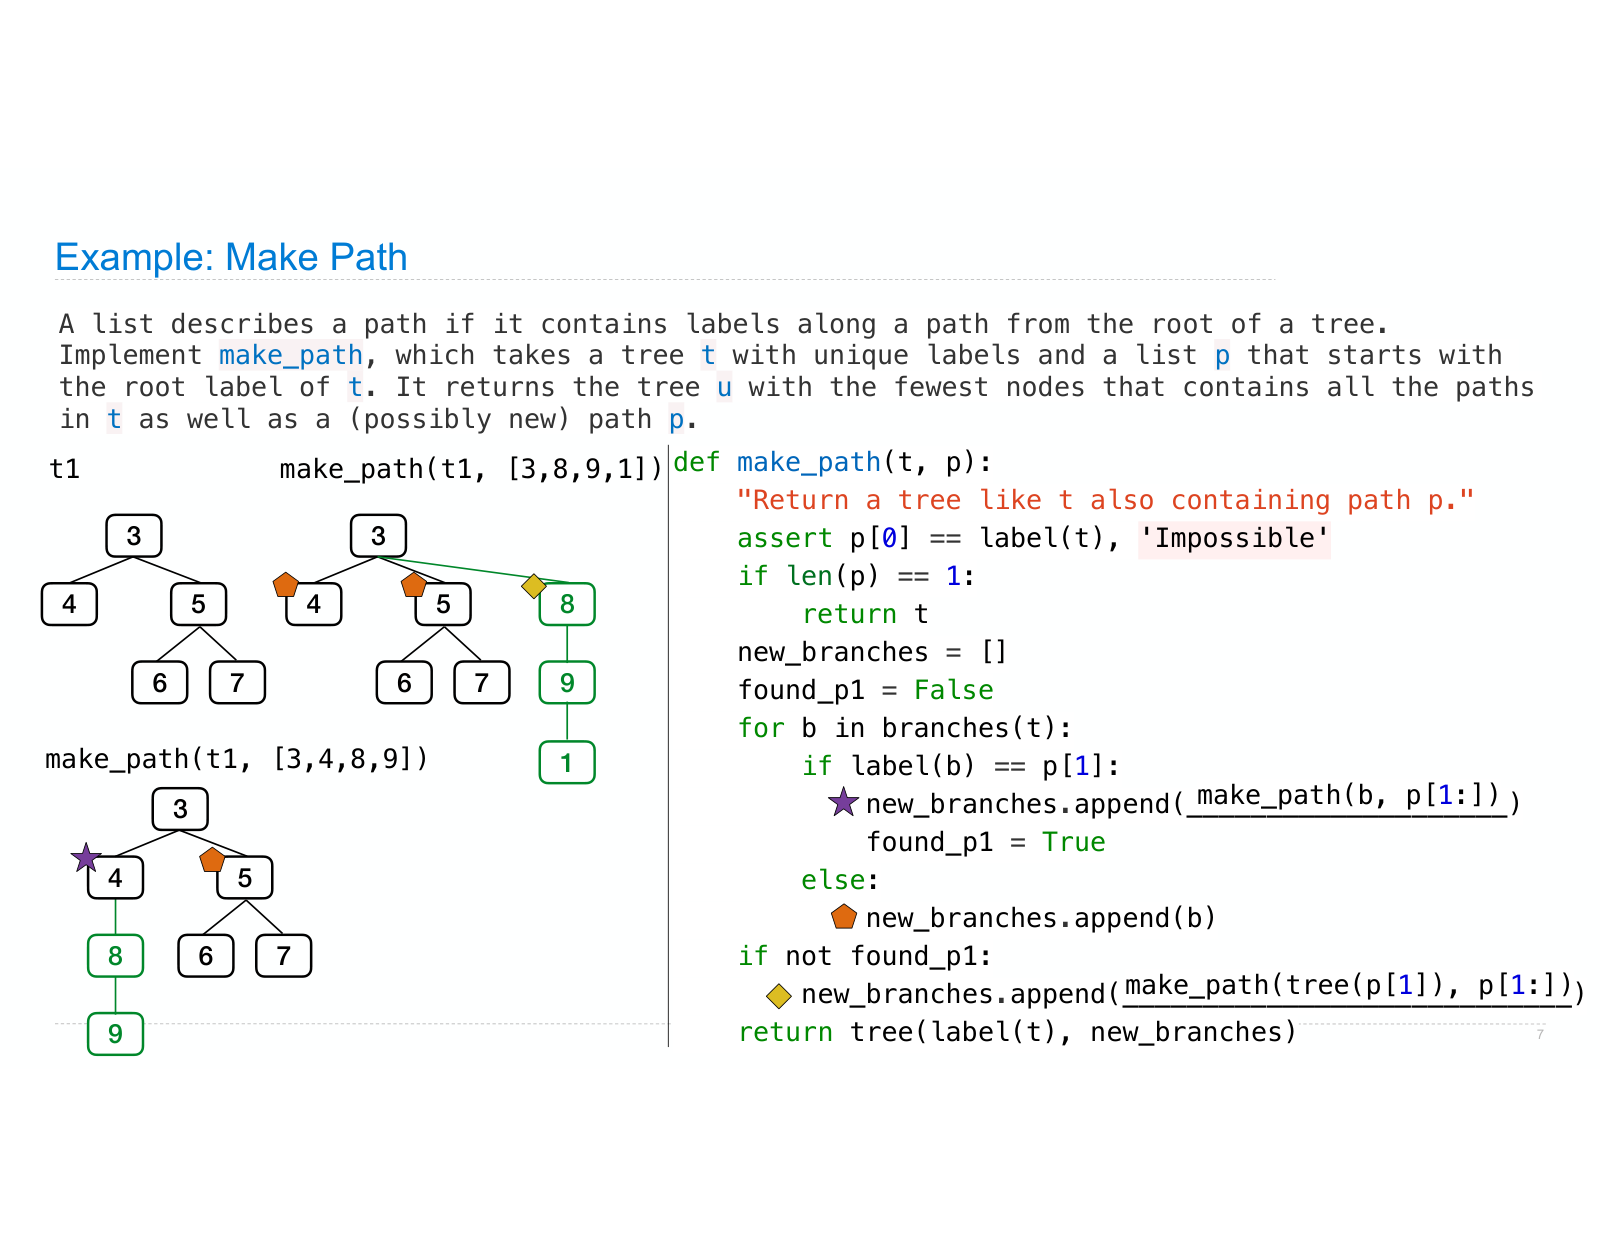 Example: Make Path
A list describes a path if it contains labels along a path from the root of a tree.
Implement make_path, which takes a tree t with unique labels and a list p that starts with
the root label of t. It returns the tree u with the fewest nodes that contains all the paths
in t as well as a (possibly new) path p.
t1
make_path(t1, [3,8,9,1])
3
4
5
6
7
3
4
5
8
6
7
9
1
make_path(t1, [3,4,8,9])
3
4
5
8
6
7
9
def make_path(t, p):
    "Return a tree like t also containing path p."
    assert p[0] == label(t), 'Impossible'
    if len(p) == 1:
        return t
    new_branches = []
    found_p1 = False
    for b in branches(t):
        if label(b) == p[1]:
            new_branches.append(make_path(b, p[1:]))
            found_p1 = True
        else:
            new_branches.append(b)
    if not found_p1:
        new_branches.append(make_path(tree(p[1]), p[1:]))
    return tree(label(t), new_branches)
7